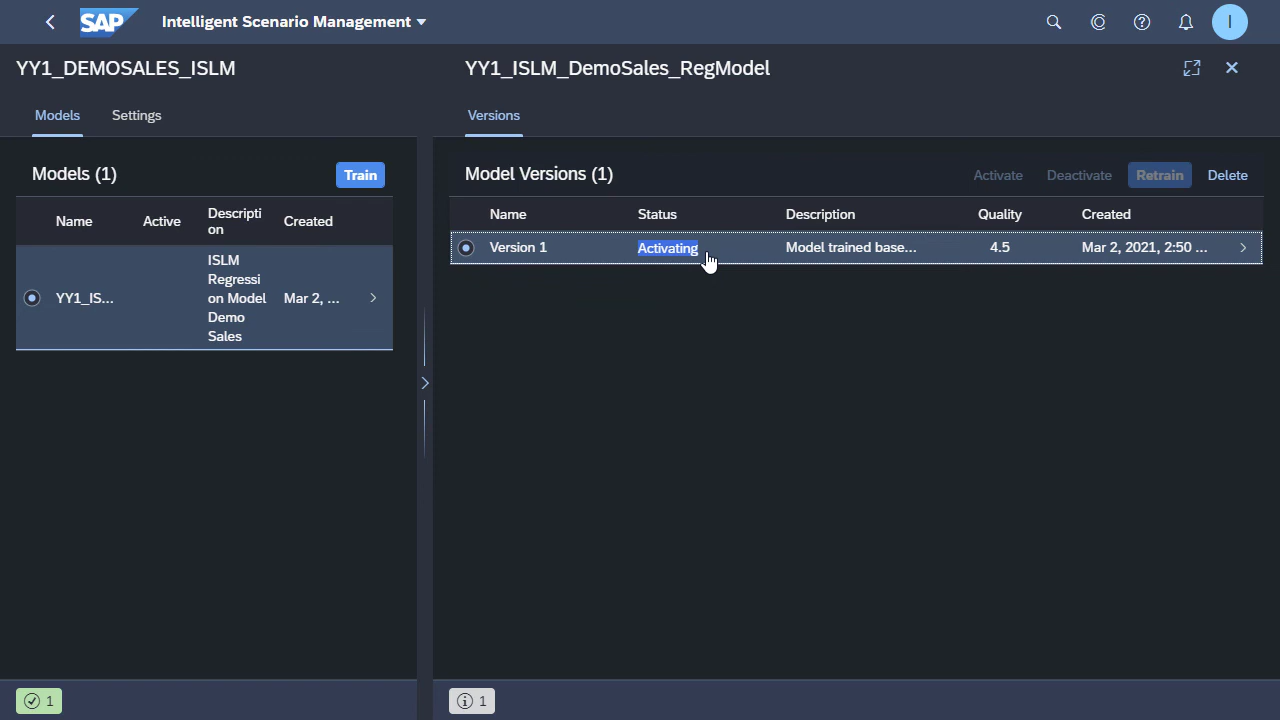 SAP Intelligent Scenario Management
I
YY1_DEMOSALES_ISLM
YY1_ISLM_DemoSales_RegModel
Models Settings
Versions
Models (1) Train
Model Versions (1) Activate Deactivate Retrain Delete
Name Active Descripti
on Created
Name Status Description Quality Created
YY1_IS... ISLM
Regressi
on Model
Demo
Sales Mar 2, ...
Version 1 Activating Model trained base... 4.5 Mar 2, 2021, 2:50 ...
1
1